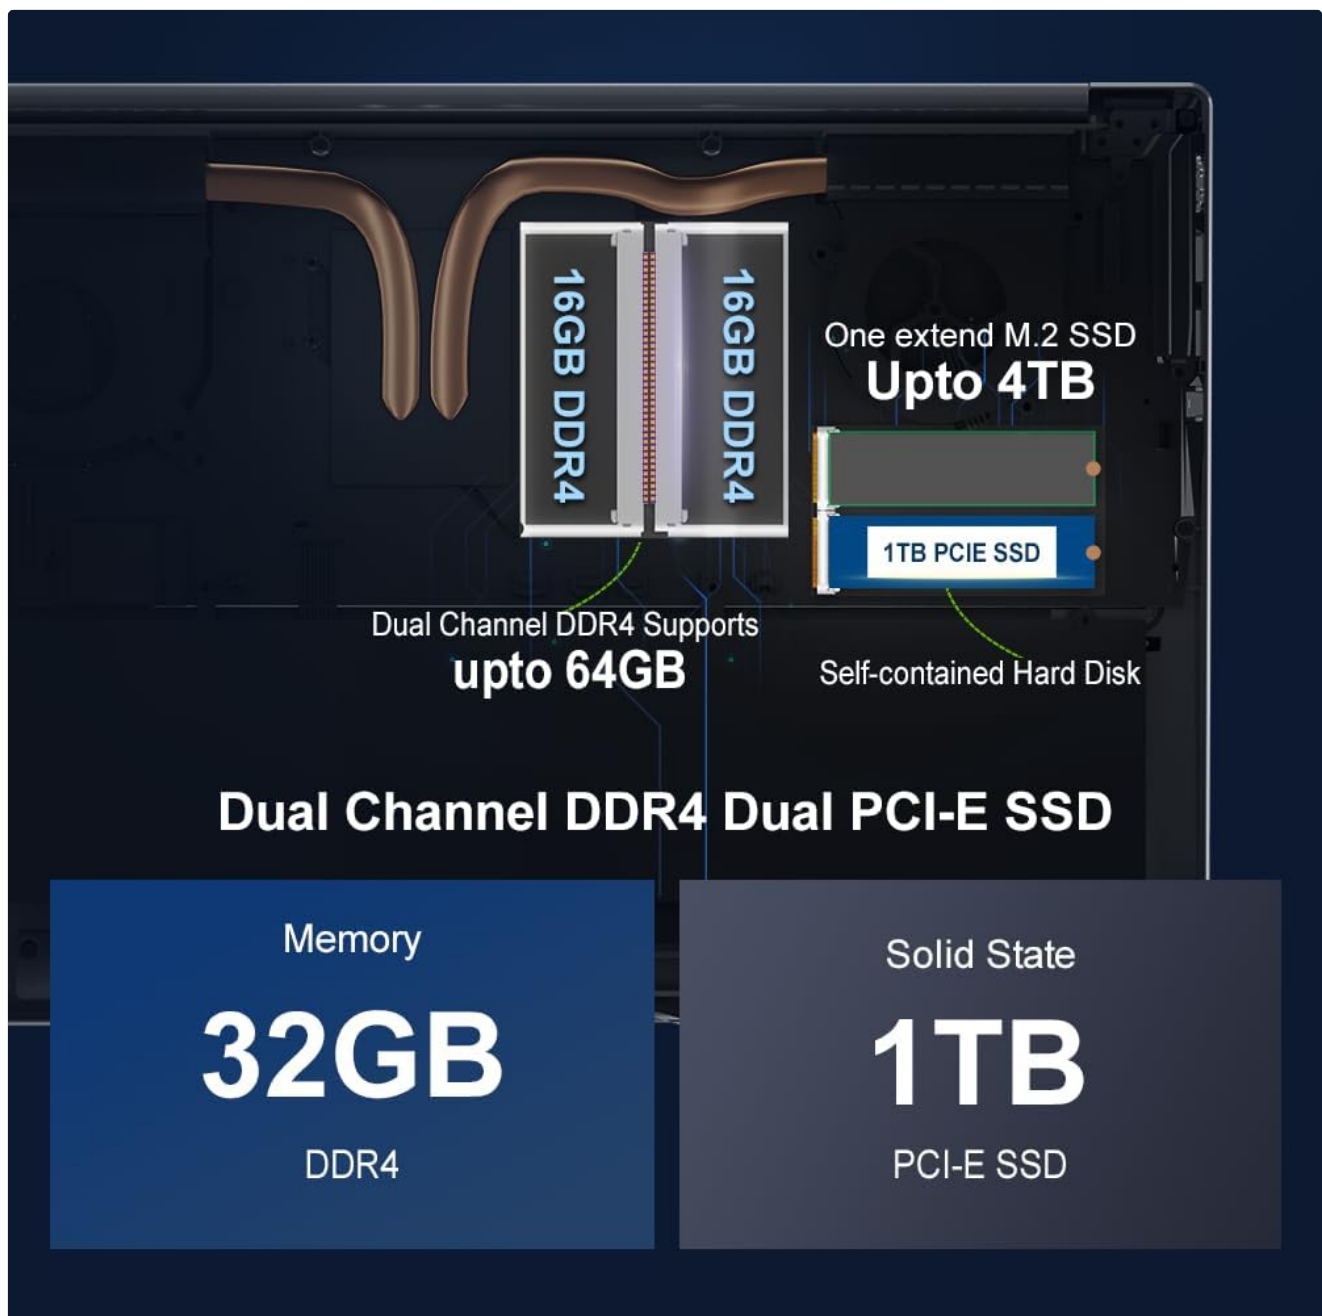 16GB DDR4
16GB DDR4
One extend M.2 SSD
Upto 4TB
1TB PCIE SSD
Dual Channel DDR4 Supports
upto 64GB
Self-contained Hard Disk
Dual Channel DDR4 Dual PCI-E SSD
Memory
32GB
DDR4
Solid State
1TB
PCI-E SSD